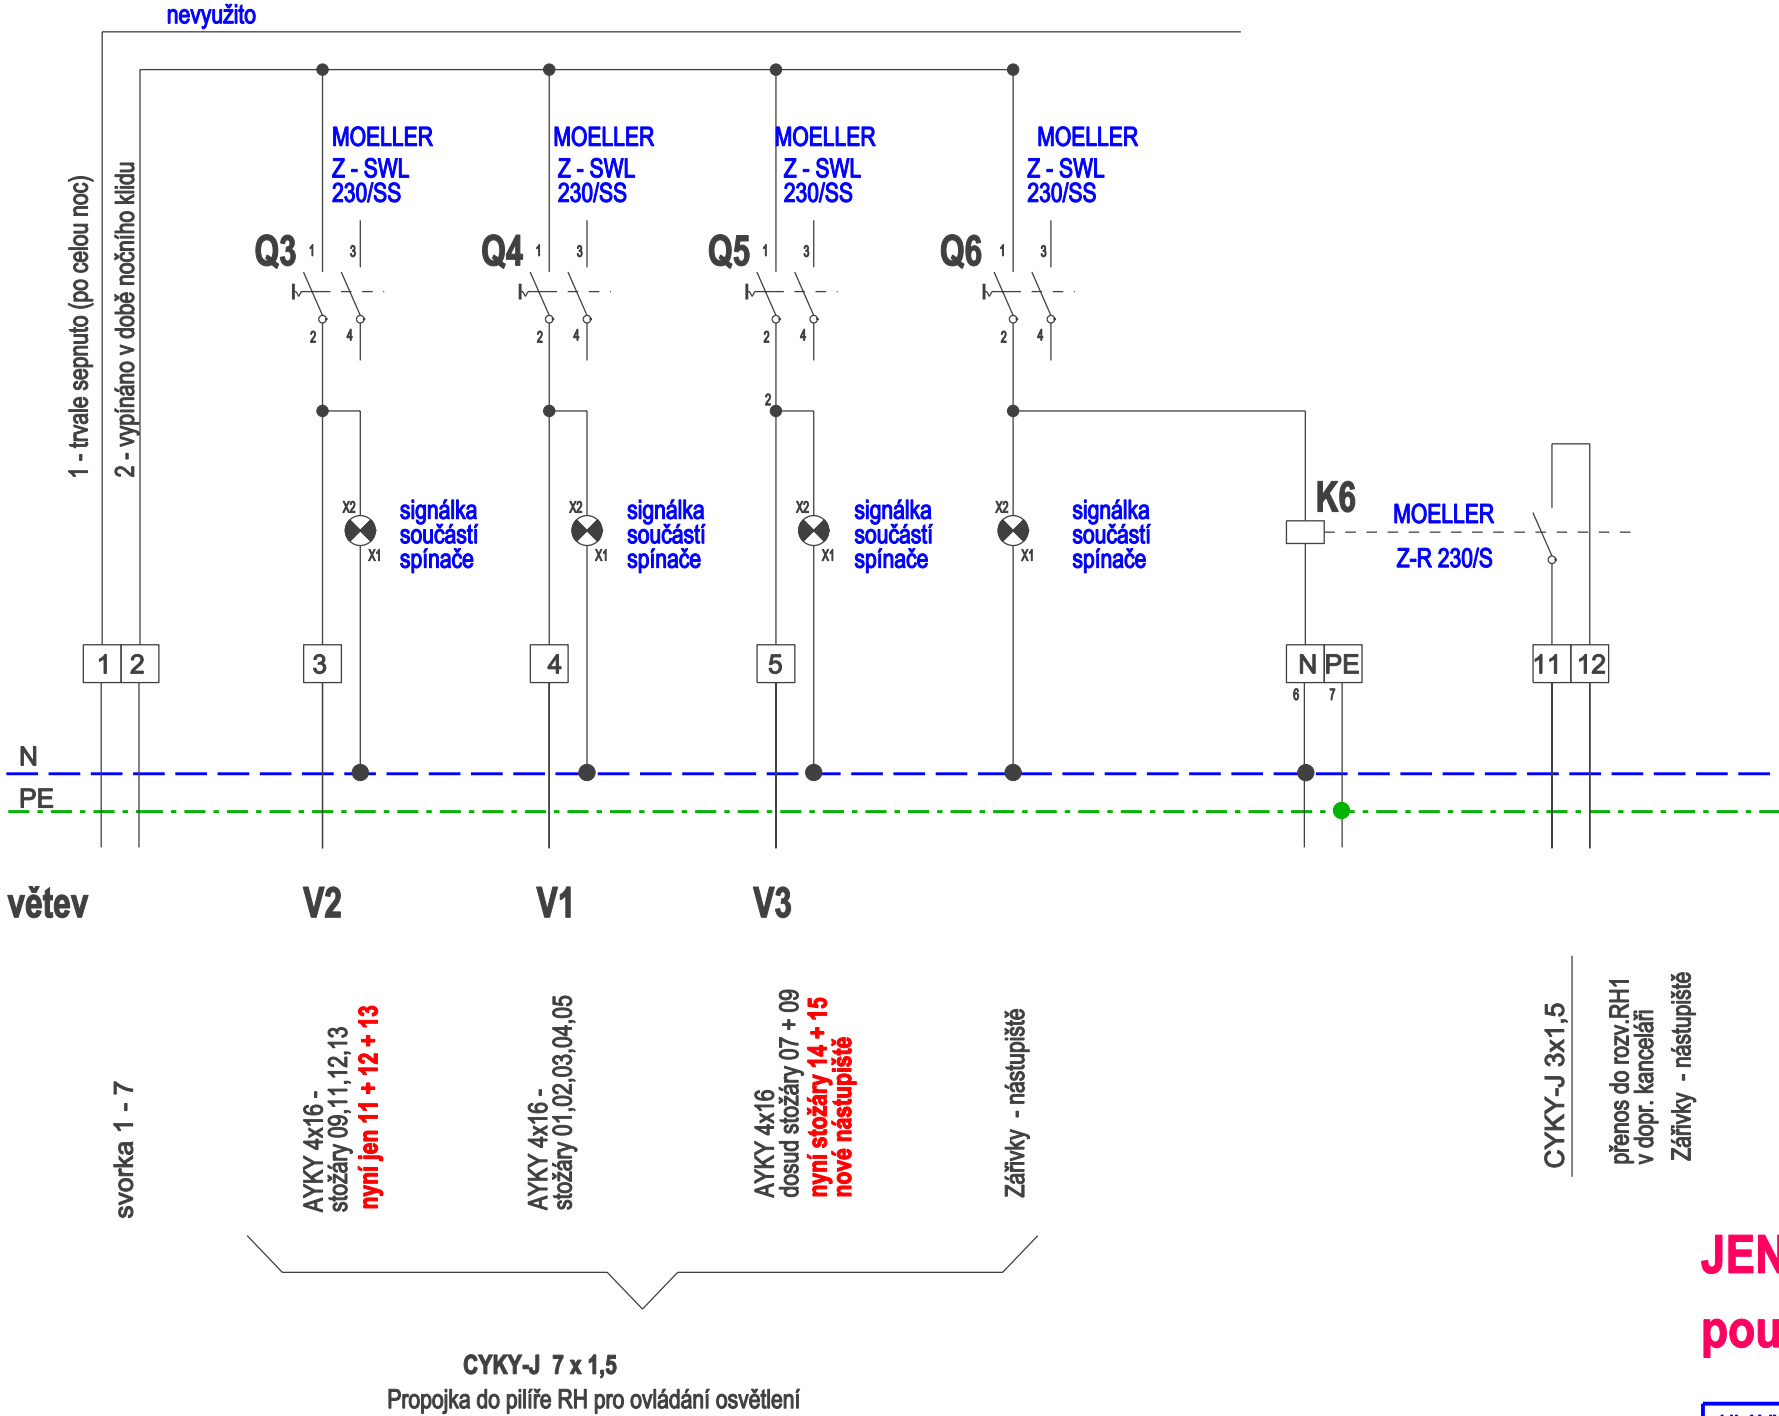 nevyužito
MOELLER
Z - SWL
230/SS
MOELLER
Z - SWL
230/SS
MOELLER
Z - SWL
230/SS
MOELLER
Z - SWL
230/SS
1 - trvale sepnuto (po celou noc)
2 - vypínáno v době nočního klidu
Q3 1 3
Q4 1 3
Q5 1 3
Q6 1 3
2 4
2 4
2 4
2 4
2
X2
X1
signálka
součástí
spínače
X2
X1
signálka
součástí
spínače
X2
X1
signálka
součástí
spínače
X2
X1
signálka
součástí
spínače
K6
MOELLER
Z-R 230/S
1 2
3
4
5
N PE
11 12
6 7
N
PE
větev
V2
V1
V3
svorka 1 - 7
AYKY 4x16 -
stožáry 09,11,12,13
nyní jen 11 + 12 + 13
AYKY 4x16 -
stožáry 01,02,03,04,05
AYKY 4x16
dosud stožáry 07 + 09
nyní stožáry 14 + 15
nové nástupiště
Zářivky - nástupiště
CYKY-J 3x1,5
přenos do rozv.RH1
v dopr. kanceláři
Zářivky - nástupiště
CYKY-J 7 x 1,5
Propojka do pilíře RH pro ovládání osvětlení
JEN
pou